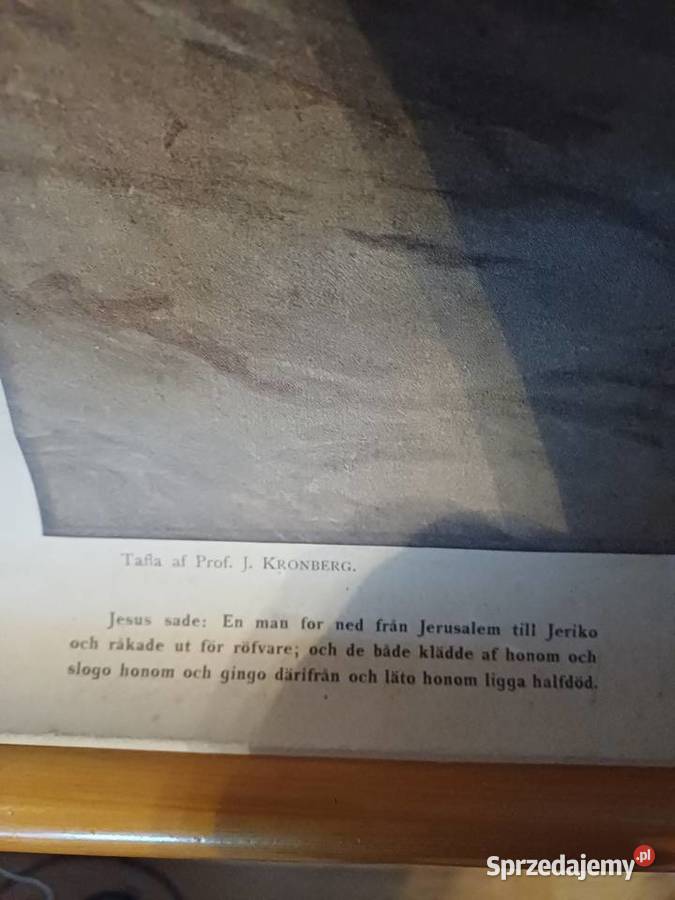 Tafla af Prof. J. KRONBERG.
Jesus sade: En man for ned från Jerusalem till Jeriko
och råkade ut för röfvare; och de både klädde af honom och
slogo honom och gingo därifrån och läto honom ligga halfdöd.
Sprzedajemy.pl